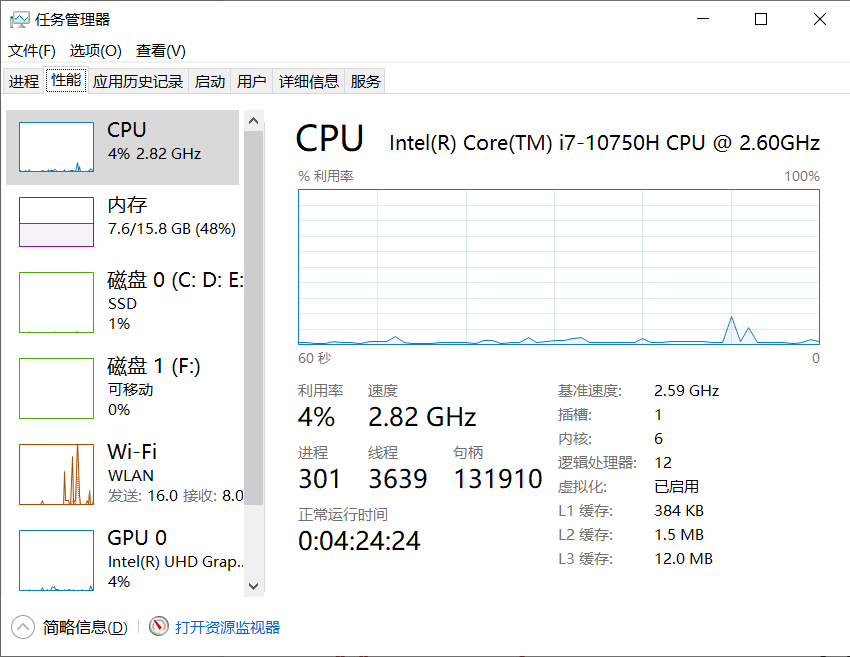 任务管理器
文件(F) 选项(O) 查看(V)
进程 性能 应用历史记录 启动 用户 详细信息 服务
CPU
4% 2.82 GHz
内存
7.6/15.8 GB (48%)
磁盘 0 (C: D: E:
SSD
1%
磁盘 1 (F:)
可移动
0%
Wi-Fi
WLAN
发送: 16.0 接收: 8.0
GPU 0
Intel(R) UHD Grap...
4%
CPU Intel(R) Core(TM) i7-10750H CPU @ 2.60GHz
% 利用率 100%
60 秒 0
利用率 速度
4% 2.82 GHz
进程 线程 句柄
301 3639 131910
正常运行时间
0:04:24:24
基准速度: 2.59 GHz
插槽: 1
内核: 6
逻辑处理器: 12
虚拟化: 已启用
L1 缓存: 384 KB
L2 缓存: 1.5 MB
L3 缓存: 12.0 MB
简略信息(D) 打开资源监视器